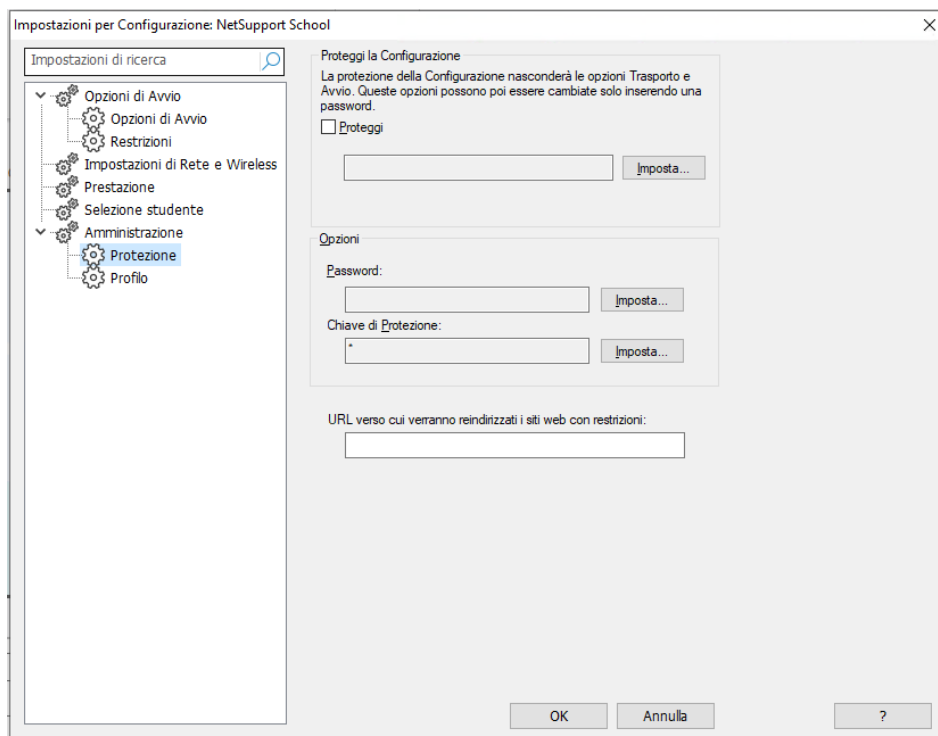 Impostazioni per Configurazione: NetSupport School
Impostazioni di ricerca
Opzioni di Avvio
Opzioni di Avvio
Restrizioni
Impostazioni di Rete e Wireless
Prestazione
Selezione studente
Amministrazione
Protezione
Profilo
Proteggi la Configurazione
La protezione della Configurazione nasconderà le opzioni Trasporto e
Avvio. Queste opzioni possono poi essere cambiate solo inserendo una
password.
Proteggi
Imposta...
Opzioni
Password:
Imposta...
Chiave di Protezione:
*
Imposta...
URL verso cui verranno reindirizzati i siti web con restrizioni:
OK
Annulla
?